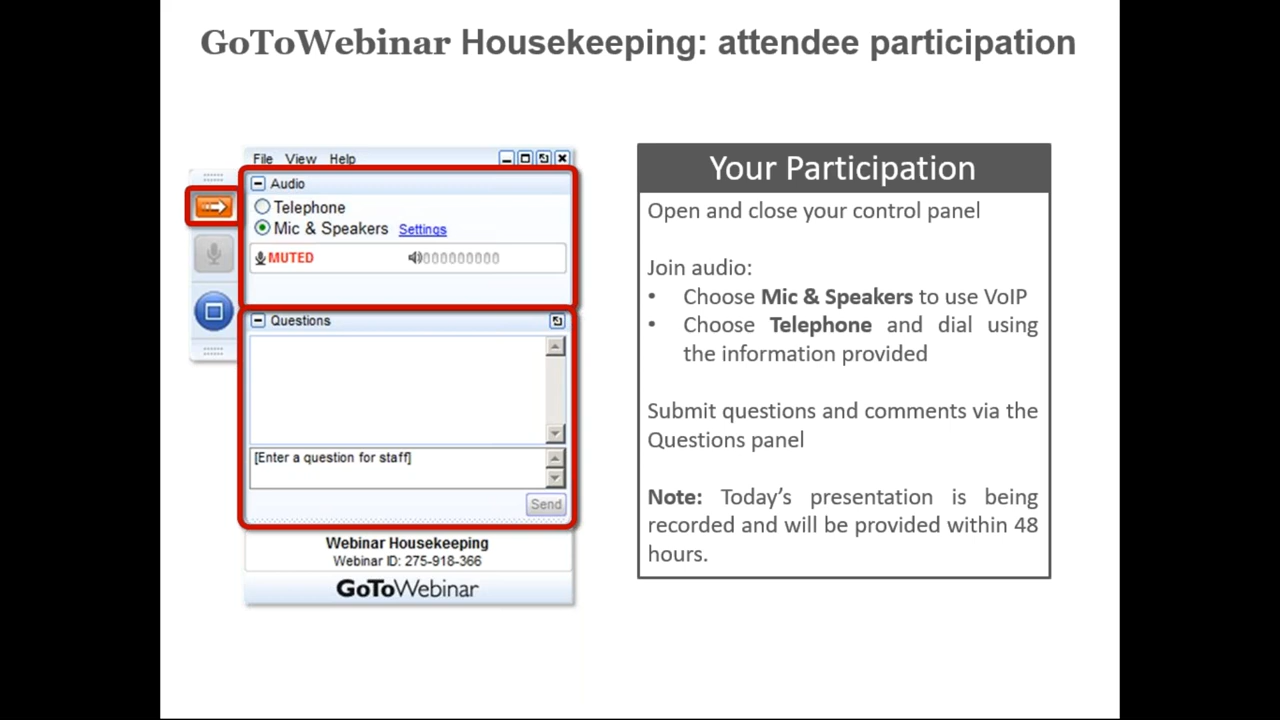 GoToWebinar Housekeeping: attendee participation
File View Help
Audio
Telephone
Mic & Speakers Settings
MUTED 000000000
Questions
[Enter a question for staff]
Send
Webinar Housekeeping
Webinar ID: 275-918-366
GoToWebinar
Your Participation
Open and close your control panel
Join audio:
• Choose Mic & Speakers to use VoIP
• Choose Telephone and dial using
the information provided
Submit questions and comments via the
Questions panel
Note: Today’s presentation is being
recorded and will be provided within 48
hours.